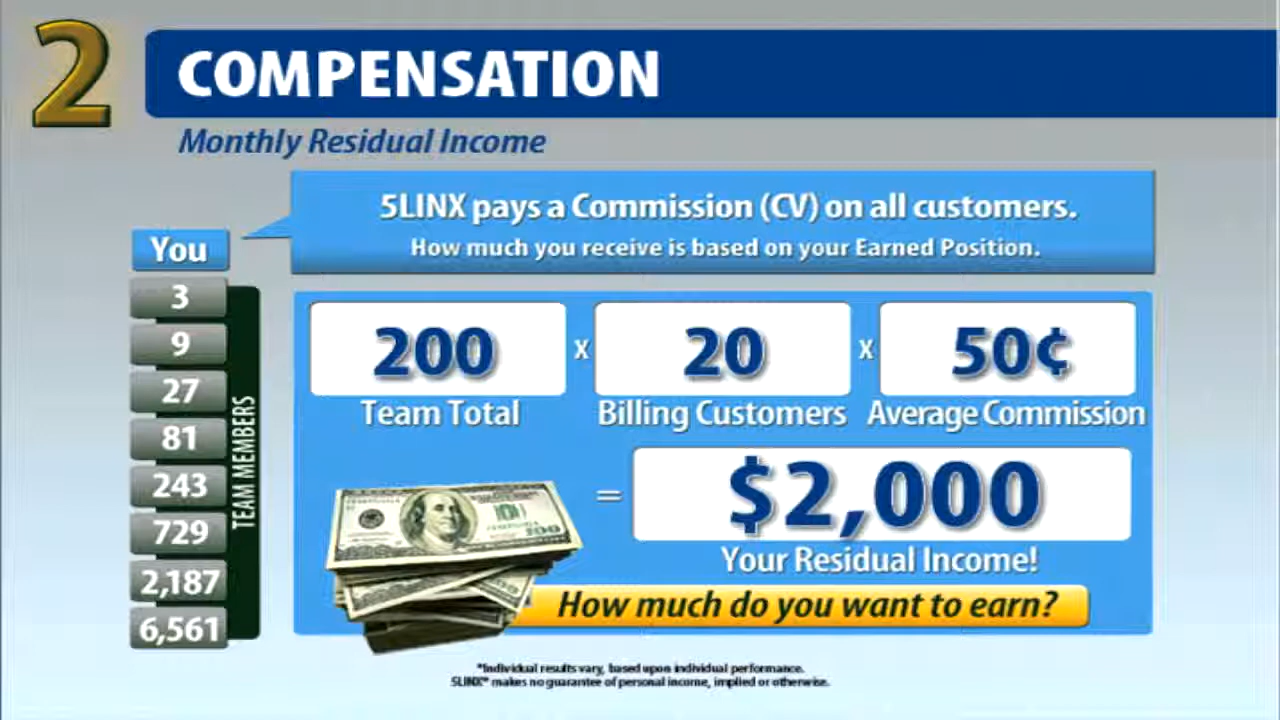 2 COMPENSATION
Monthly Residual Income
5LINX pays a Commission (CV) on all customers.
How much you receive is based on your Earned Position.
You
3
9
27
81
243
729
2,187
6,561
TEAM MEMBERS
200 x 20 x 50¢
Team Total Billing Customers Average Commission
= $2,000
Your Residual Income!
How much do you want to earn?
*Individual results vary, based upon individual performance.
5LINX® makes no guarantee of personal income, implied or otherwise.